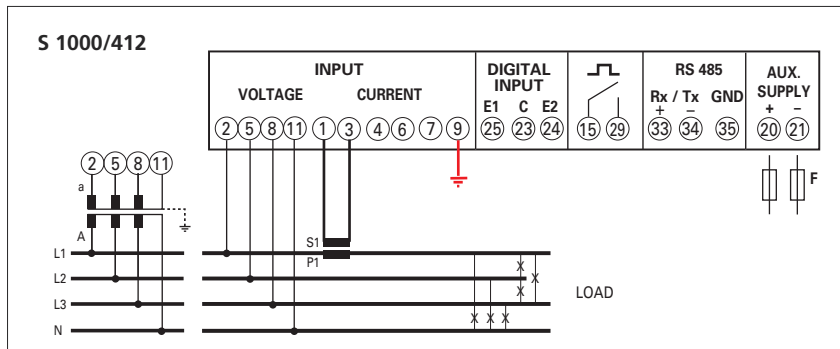 S 1000/412
INPUT
VOLTAGE CURRENT
DIGITAL
INPUT
E1 C E2
RS 485
Rx / Tx GND
+ −
AUX.
SUPPLY
+ −
2 5 8 11 1 3 4 6 7 9 25 23 24 15 29 33 34 35 20 21
2 5 8 11
a
A
F
S1
P1
L1
L2
L3
N
X
X
X
X X X
LOAD